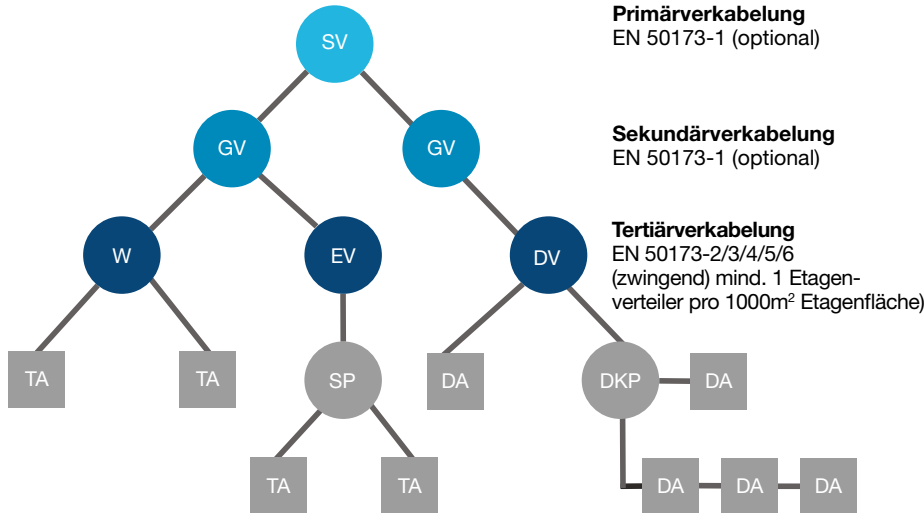 SV
Primärverkabelung
EN 50173-1 (optional)
GV
GV
Sekundärverkabelung
EN 50173-1 (optional)
W
EV
DV
Tertiärverkabelung
EN 50173-2/3/4/5/6
(zwingend) mind. 1 Etagen-
verteiler pro 1000m² Etagenfläche)
TA
TA
SP
DA
DKP
DA
TA
TA
DA
DA
DA